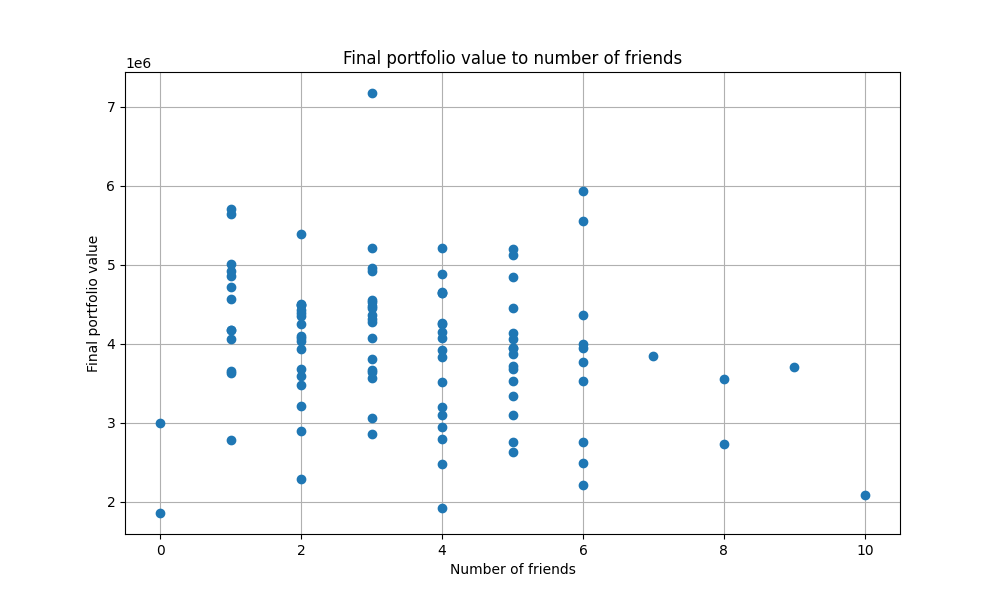 Final portfolio value to number of friends
1e6
7
6
5
4
3
2
Final portfolio value
0 2 4 6 8 10
Number of friends